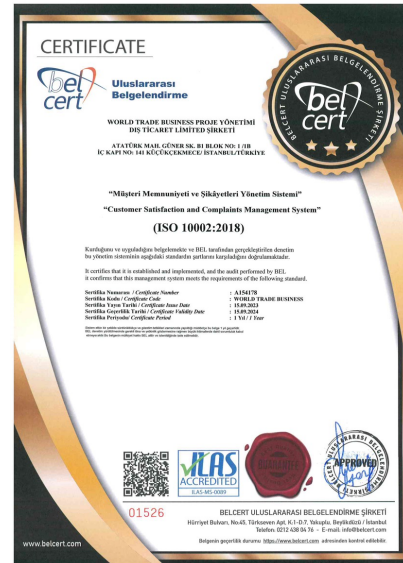 CERTIFICATE
bel
cert
Uluslararası
Belgelendirme
BELCERT ULUSLARARASI BELGELENDİRME ŞİRKETİ
bel
cert
WORLD TRADE BUSINESS PROJE YÖNETİMİ
DIŞ TİCARET LİMİTED ŞİRKETİ
ATATÜRK MAH. GÜNER SK. B1 BLOK NO: 1 /1B
İÇ KAPI NO: 141 KÜÇÜKÇEKMECE/ İSTANBUL/TÜRKİYE
“Müşteri Memnuniyeti ve Şikâyetleri Yönetim Sistemi”
“Customer Satisfaction and Complaints Management System”
(ISO 10002:2018)
Kurduğunu ve uyguladığını belgelemekte ve BEL tarafından gerçekleştirilen denetim
bu yönetim sisteminin aşağıdaki standardın şartlarını karşıladığını doğrulamaktadır.
It certifies that it is established and implemented, and the audit performed by BEL
it confirms that this management system meets the requirements of the following standard.
Sertifika Numarası / Certificate Number : A154178
Sertifika Kodu / Certificate Code : WORLD TRADE BUSINESS
Sertifika Yayın Tarihi / Certificate Issue Date : 15.09.2023
Sertifika Geçerlilik Tarihi / Certificate Validity Date : 15.09.2024
Sertifika Periyodu/ Certificate Period : 1 Yıl / 1 Year
ILAS
ACCREDITED
ILAS-MS-0089
APPROVED
01526
BELCERT ULUSLARARASI BELGELENDİRME ŞİRKETİ
Hürriyet Bulvarı, No.45, Türkseven Apt. K:1-D.7, Yakuplu, Beylikdüzü / İstanbul
Telefon: 0212 438 04 76 - E-mail: info@belcert.com
www.belcert.com
Belgenin geçerlilik durumu https://www.belcert.com adresinden kontrol edilebilir.